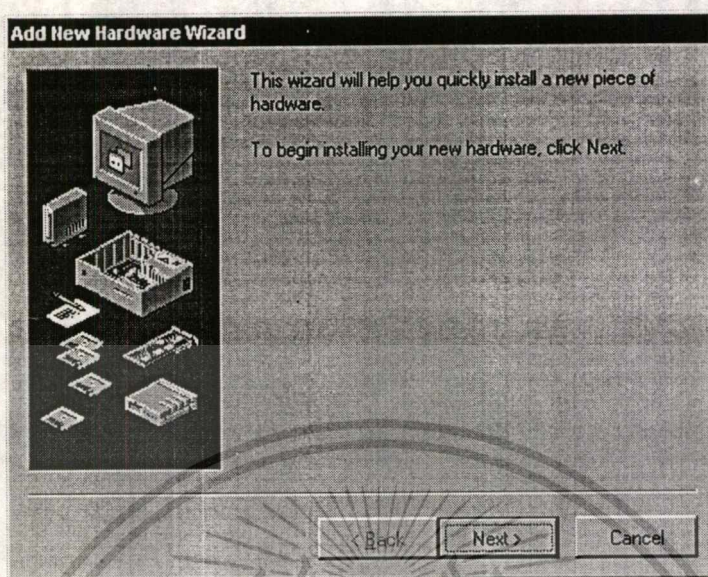 Add New Hardware Wizard
This wizard will help you quickly install a new piece of
hardware.
To begin installing your new hardware, click Next.
< Back
Next >
Cancel